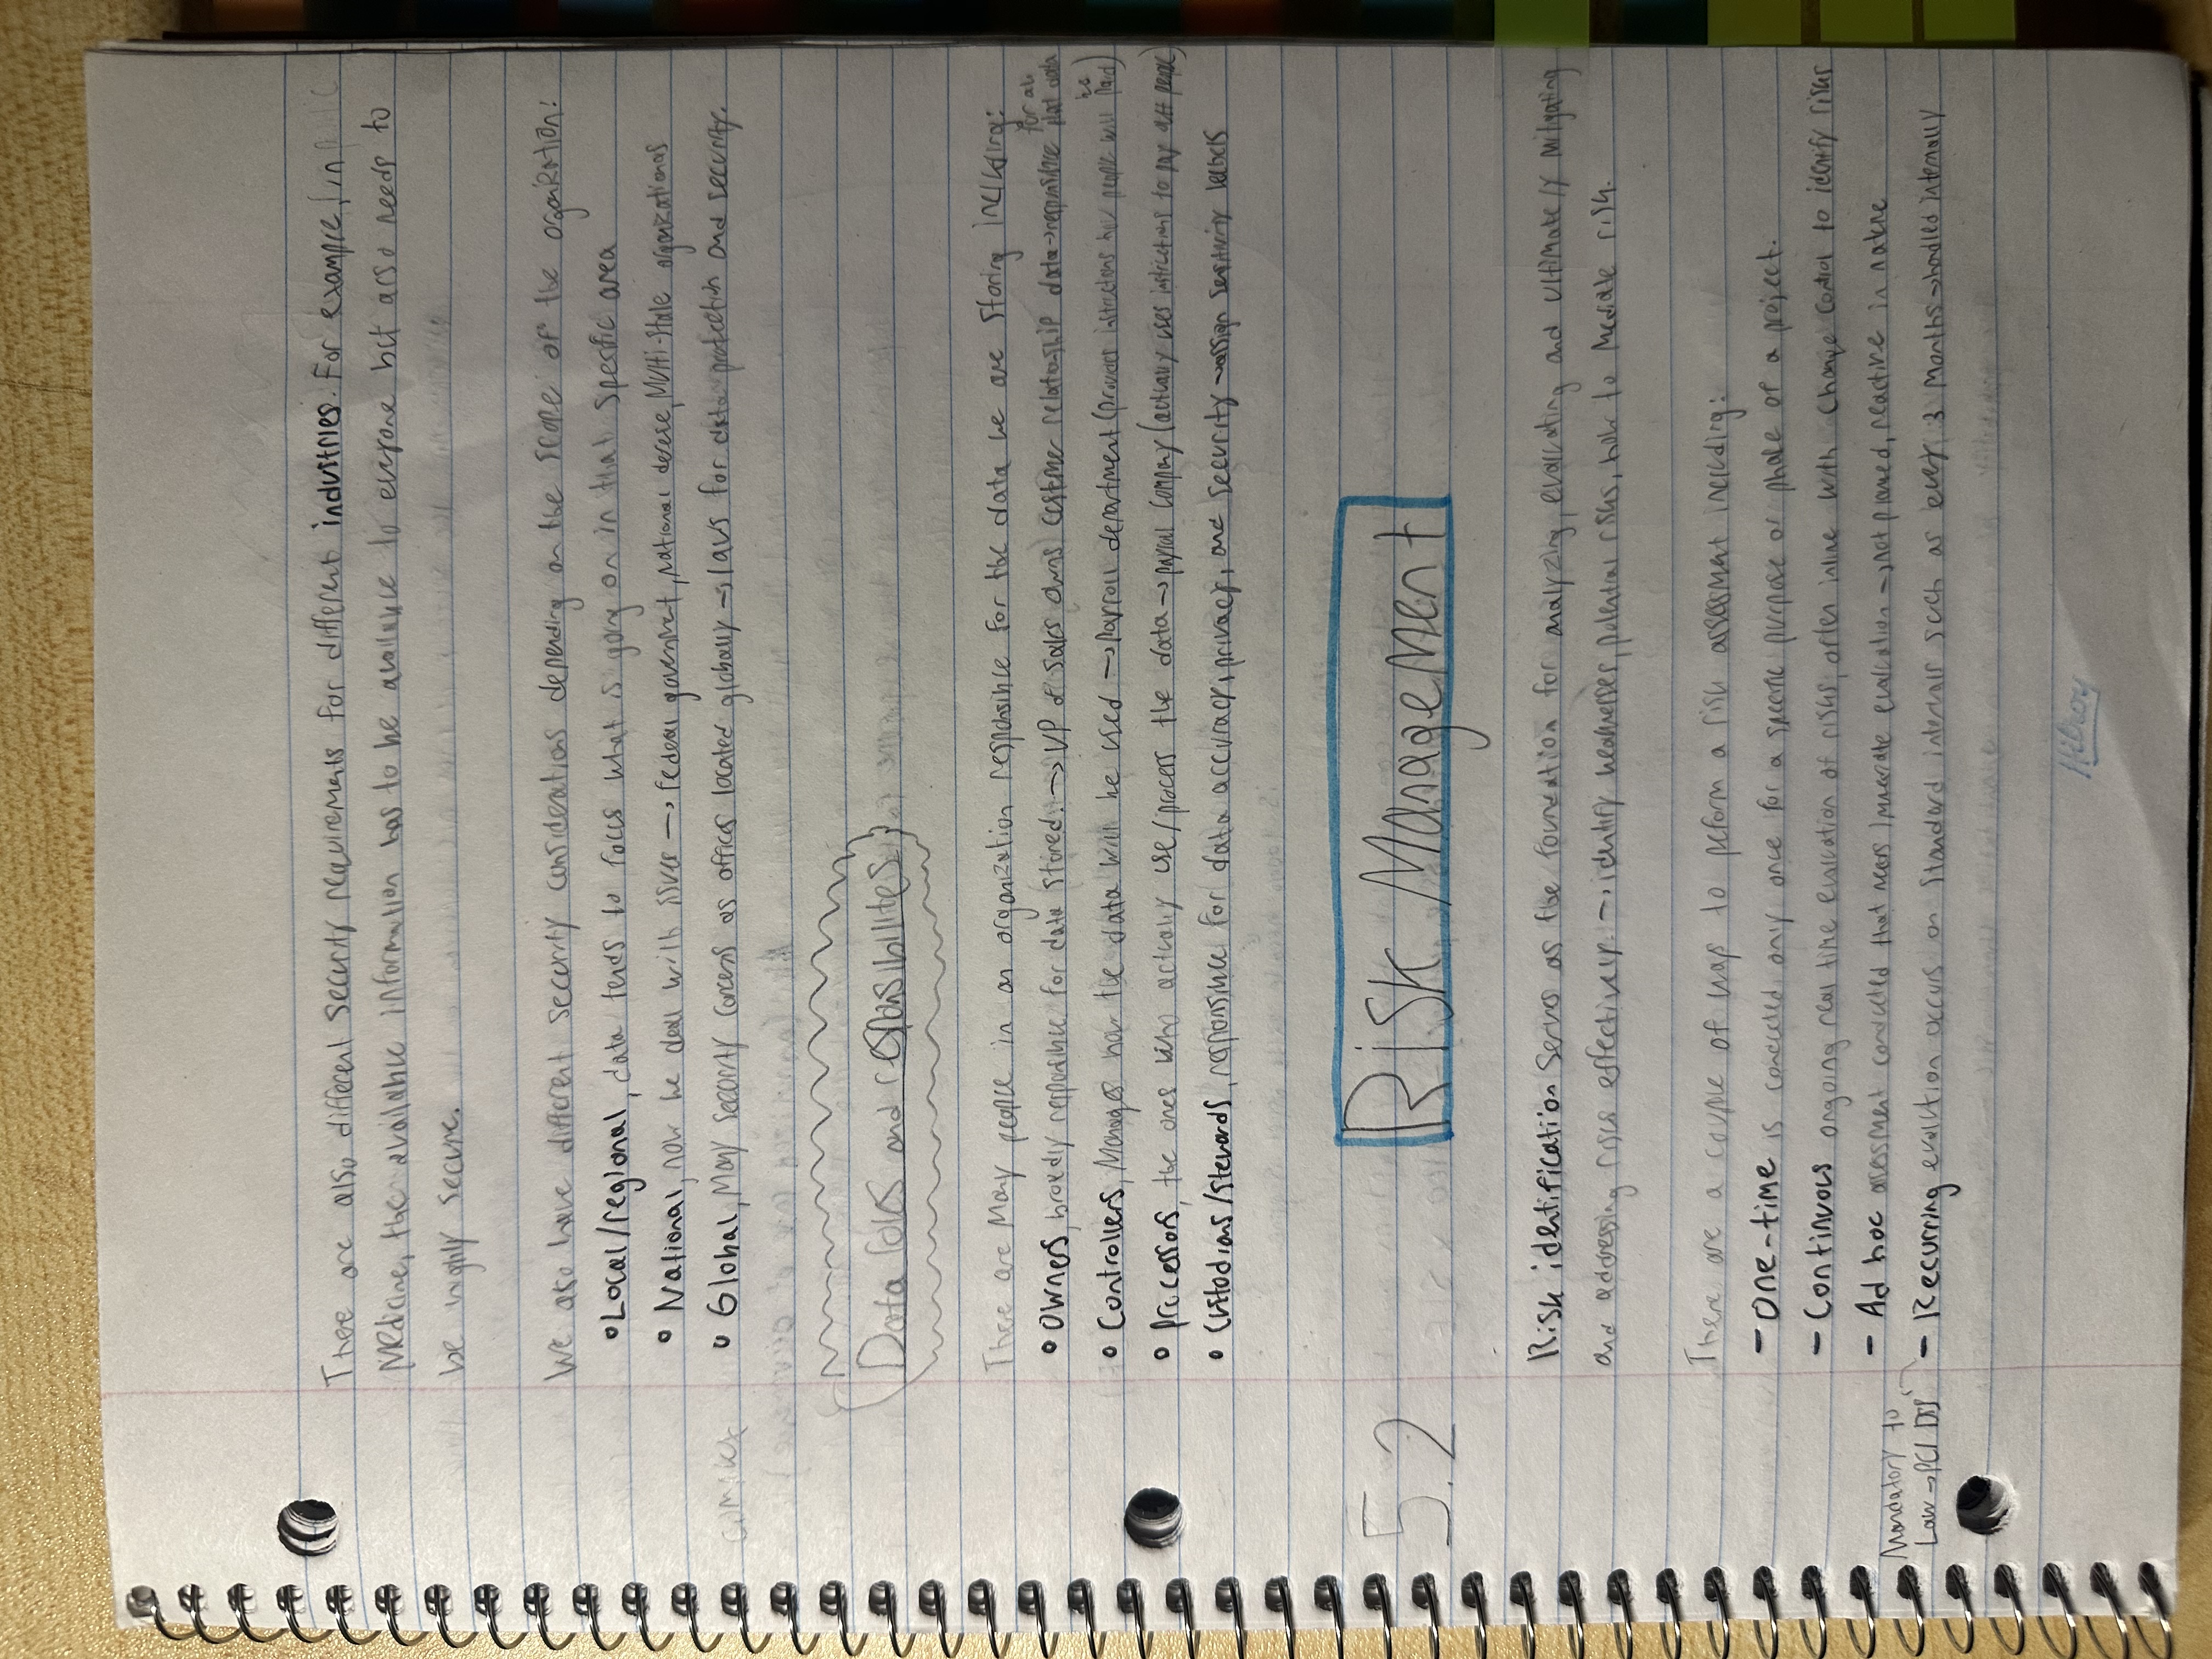 There are also different security requirements for different industries. For example, in
Medicine, the available information has to be available to everyone but also needs to
be highly secure.
We also have different security considerations depending on the scope of the oganization:
• Local/regional, data tends to focus what is going on in that specific area
• National, now we deal with issues → federal government, national defense, Multi-state organizations
• Global, Many security concerns as offices located globally → laws for data protection and security.
Data roles and responsibilites
There are Many people in an organization responsible for the data we are storing including:
• Owners, broadly responsible for data stored. → VP of sales owns customer relationship data → responsible for all that data
• Controllers, Manages how the data will be used → Payroll department (provides instructions how people will be paid)
• Processors, the ones who actually use/process the data → payroll company (actually uses instructions to pay off people)
• Custodians/stewards, responsible for data accuracy, privacy, and security → assign sensitivity labels
5.2 Risk Management
Risk identification serves as the foundation for analyzing, evaluating and ultimately mitigating
and addressing risks effectively. → identify weaknesses, potential risks, how to mediate risk.
There are a couple of ways to perform a risk assessment including:
- One-time is conducted only once for a specific purpose or phase of a project.
- Continuous ongoing real time evaluation of risks, often inline with change control to identify risks
- Ad hoc assessment conducted that needs immediate evaluation → not planned, reactive in nature
Mandatory to
Law → PCI DSS
- Recurring evalution occurs on standard intervals such as every 3 Months → handled internally
Hilroy